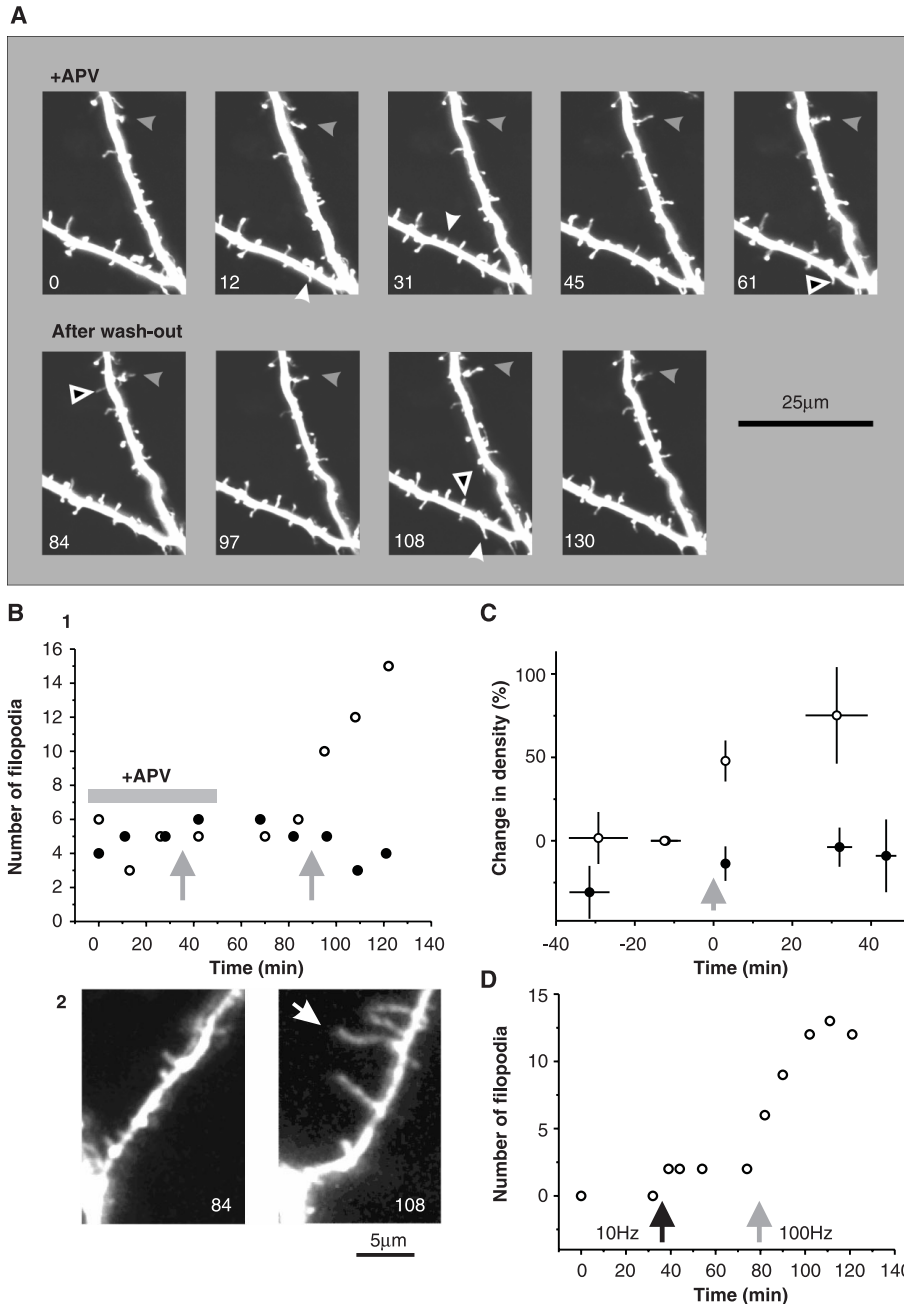 A
+APV
0
12
31
45
61
After wash-out
84
97
108
130
25μm
B
1
Number of filopodia
16
14
12
10
8
6
4
2
0
+APV
0 20 40 60 80 100 120 140
Time (min)
C
Change in density (%)
100
50
0
-40 -20 0 20 40
Time (min)
2
84
108
5μm
D
Number of filopodia
15
10
5
0
10Hz
100Hz
0 20 40 60 80 100 120 140
Time (min)